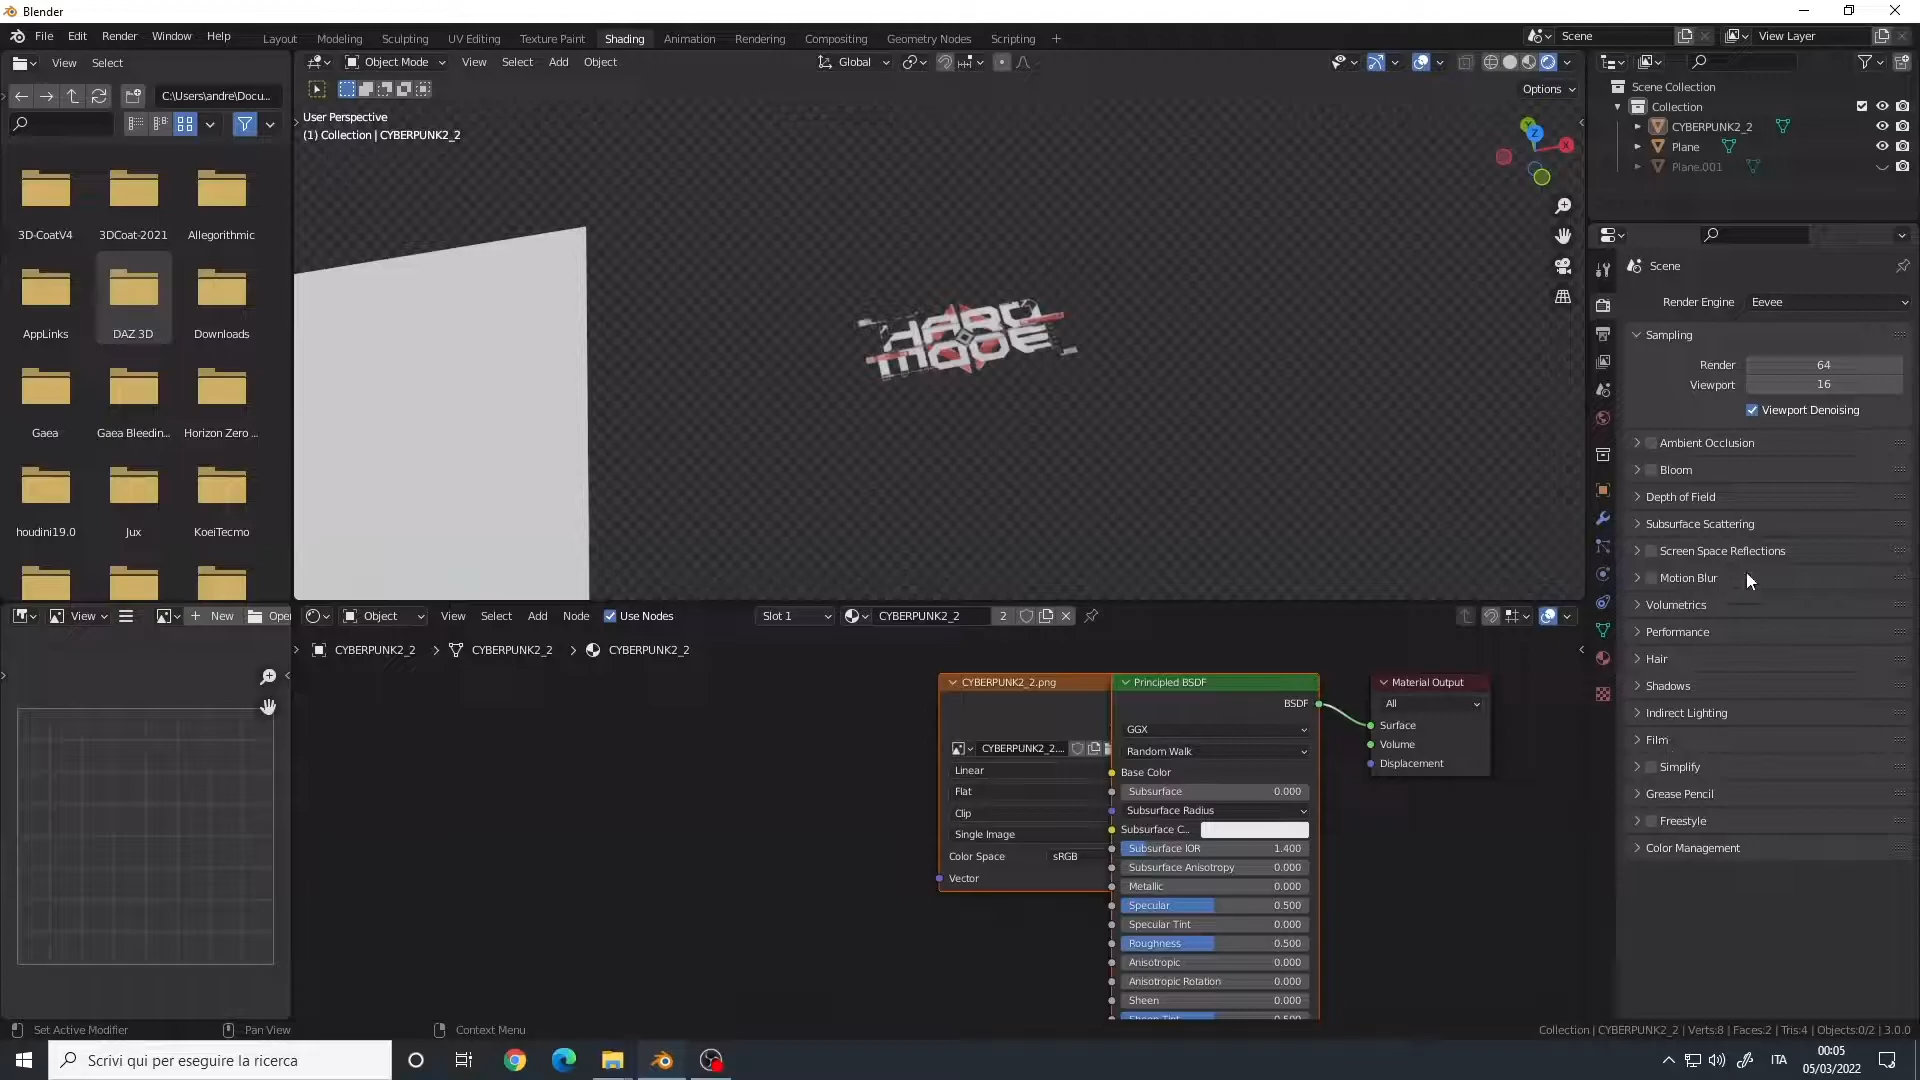 Blender
File Edit Render Window Help
Layout Modeling Sculpting UV Editing Texture Paint Shading Animation Rendering Compositing Geometry Nodes Scripting +
Scene
View Layer
View Select
Object Mode View Select Add Object
Global
C:\Users\andre\Docu...
Options
User Perspective
(1) Collection | CYBERPUNK2_2
Z
X
HARD
MODE
3D-CoatV4 3DCoat-2021 Allegorithmic
AppLinks DAZ 3D Downloads
Gaea Gaea Bleedin... Horizon Zero ...
houdini19.0 Jux KoeiTecmo
Scene Collection
Collection
CYBERPUNK2_2
Plane
Plane.001
Scene
Render Engine Eevee
Sampling
Render 64
Viewport 16
Viewport Denoising
Ambient Occlusion
Bloom
Depth of Field
Subsurface Scattering
Screen Space Reflections
Motion Blur
Volumetrics
Performance
Hair
Shadows
Indirect Lighting
Film
Simplify
Grease Pencil
Freestyle
Color Management
View + New Open
Object View Select Add Node Use Nodes Slot 1 CYBERPUNK2_2 2
CYBERPUNK2_2 CYBERPUNK2_2 CYBERPUNK2_2
CYBERPUNK2_2.png
CYBERPUNK2_2....
Linear
Flat
Clip
Single Image
Color Space sRGB
Vector
Principled BSDF
BSDF
GGX
Random Walk
Base Color
Subsurface 0.000
Subsurface Radius
Subsurface C...
Subsurface IOR 1.400
Subsurface Anisotropy 0.000
Metallic 0.000
Specular 0.500
Specular Tint 0.000
Roughness 0.500
Anisotropic 0.000
Anisotropic Rotation 0.000
Sheen 0.000
Sheen Tint 0.500
Material Output
All
Surface
Volume
Displacement
Set Active Modifier Pan View Context Menu
Collection | CYBERPUNK2_2 | Verts:8 | Faces:2 | Tris:4 | Objects:0/2 | 3.0.0
Scrivi qui per eseguire la ricerca
ITA
00:05
05/03/2022